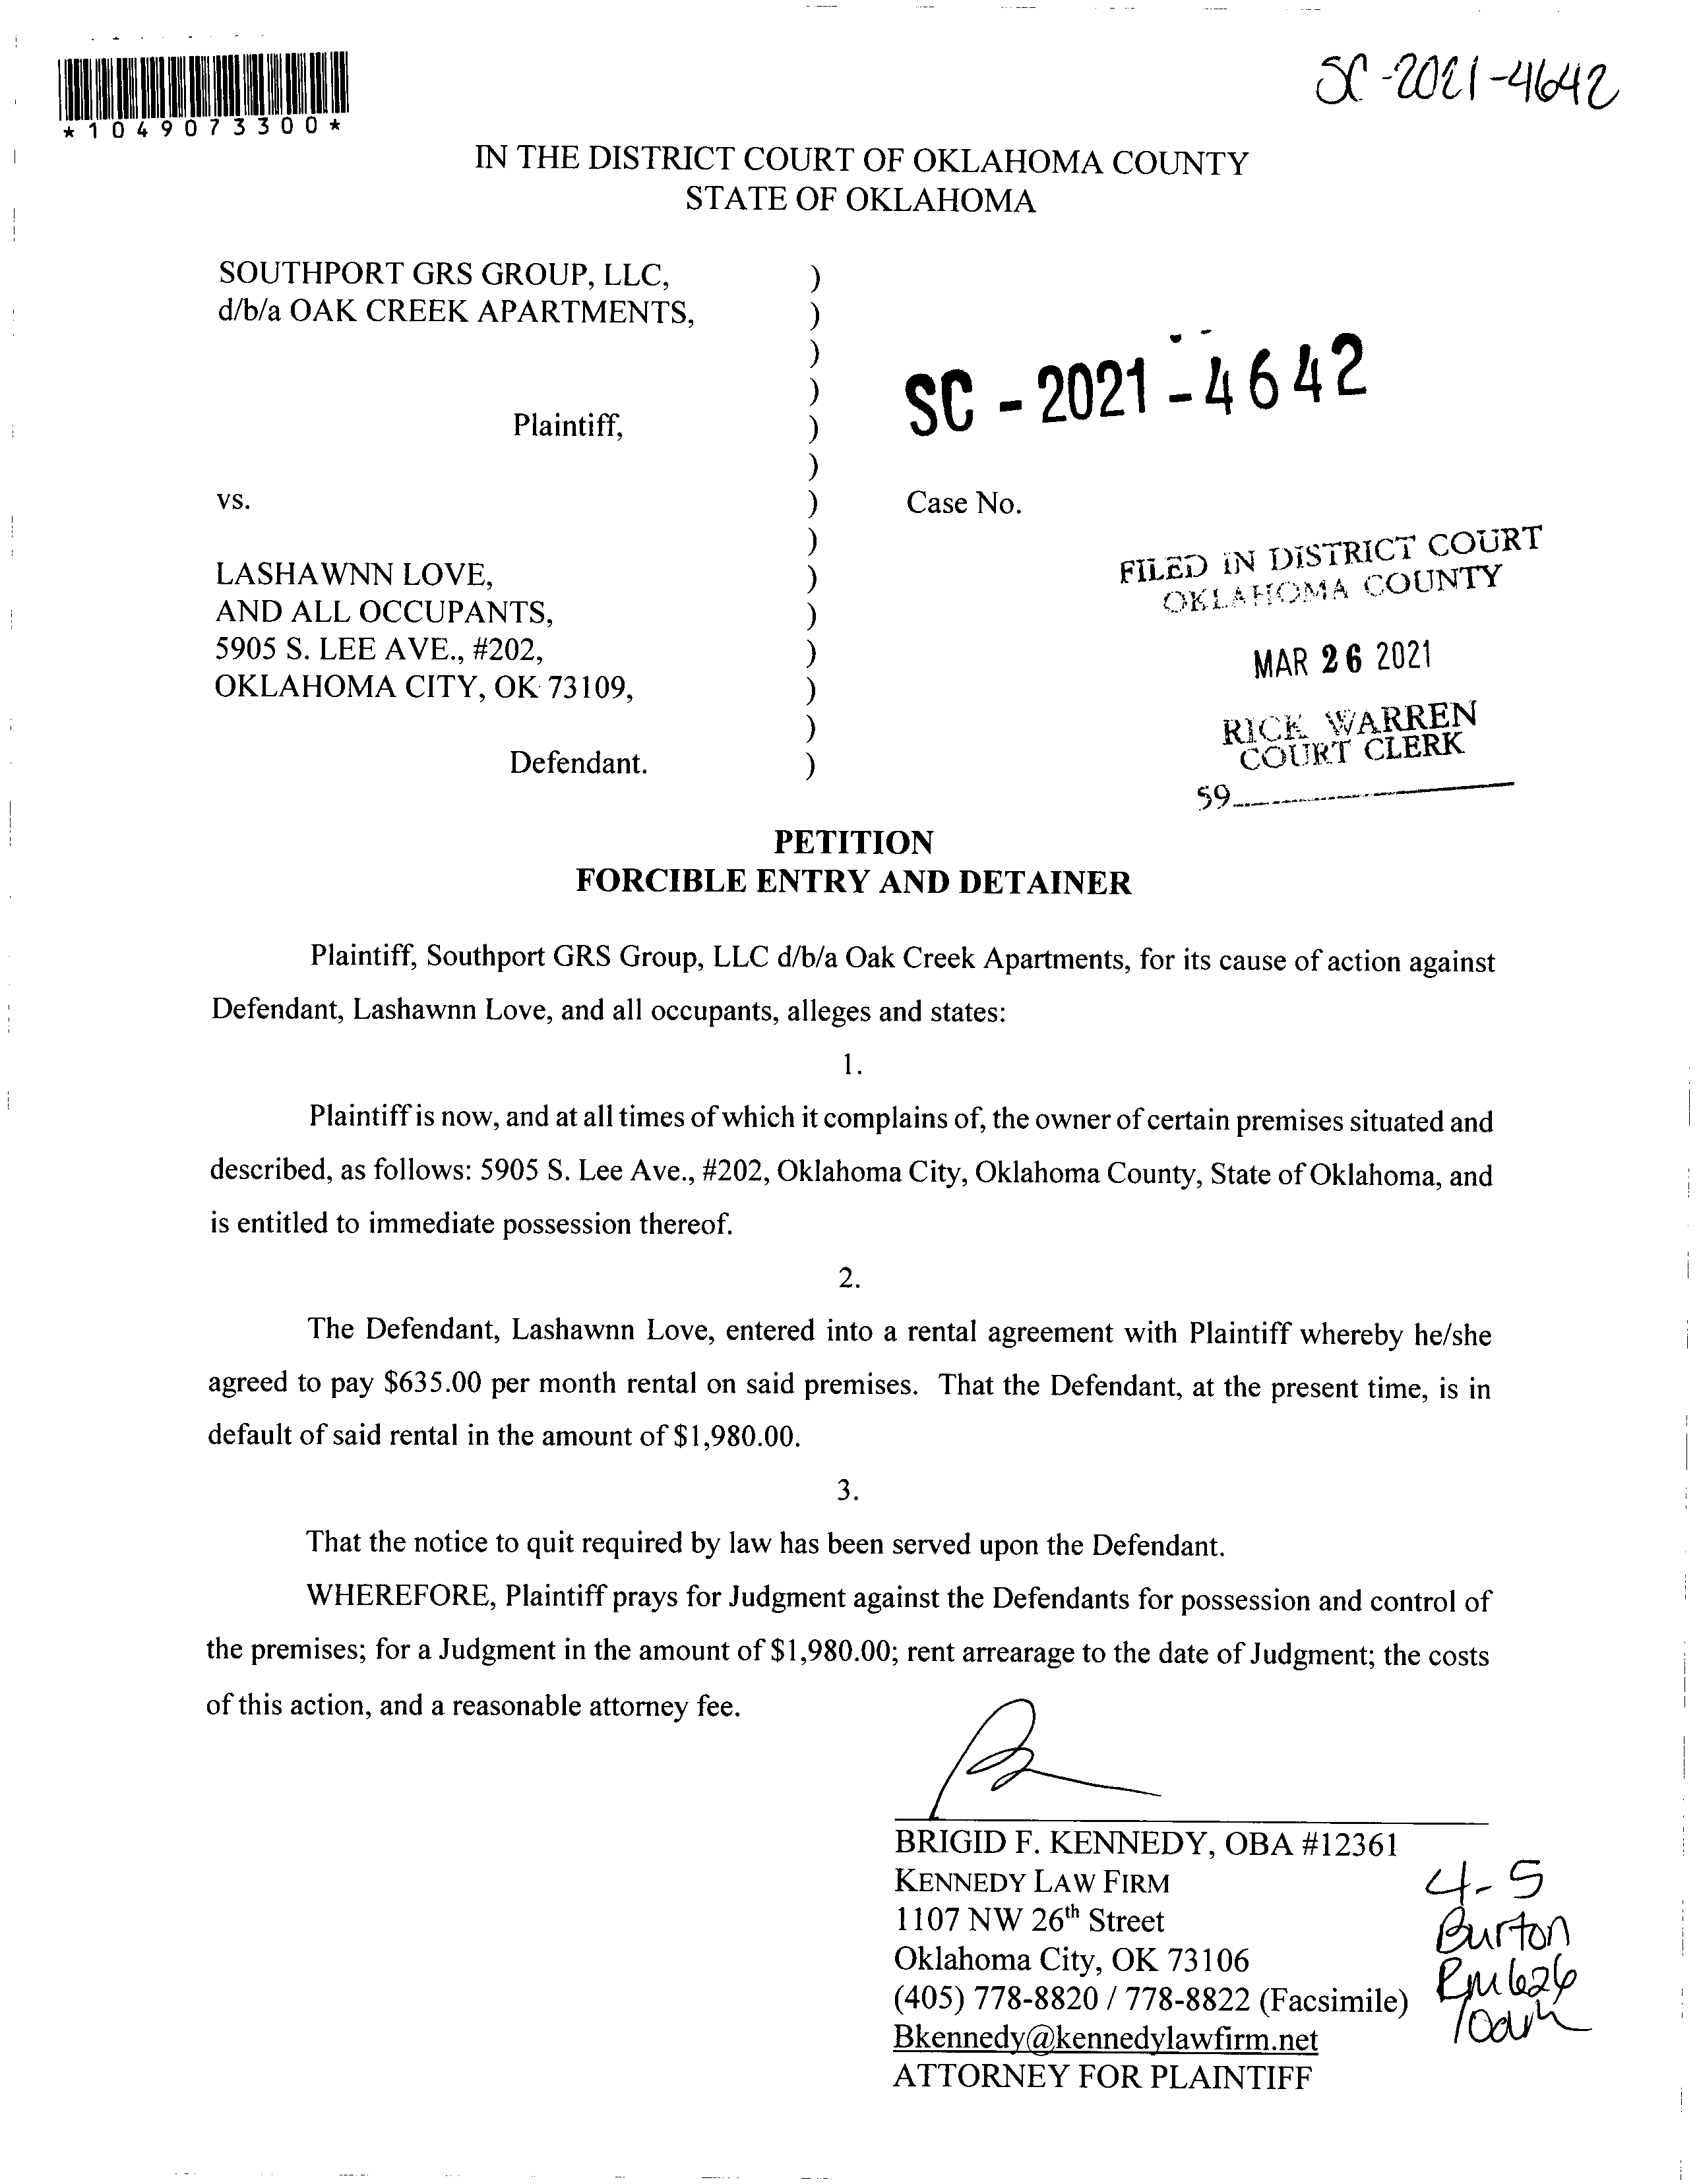 SC-2021-4642
*1049073300*
IN THE DISTRICT COURT OF OKLAHOMA COUNTY
STATE OF OKLAHOMA
SOUTHPORT GRS GROUP, LLC, )
d/b/a OAK CREEK APARTMENTS, )
)
)
Plaintiff, )
SC - 2021 - 4642
)
vs. ) Case No.
)
LASHAWNN LOVE, )
AND ALL OCCUPANTS, )
5905 S. LEE AVE., #202, )
OKLAHOMA CITY, OK 73109, )
)
Defendant. )
FILED IN DISTRICT COURT
OKLAHOMA COUNTY
MAR 26 2021
RICK WARREN
COURT CLERK
59
PETITION
FORCIBLE ENTRY AND DETAINER
Plaintiff, Southport GRS Group, LLC d/b/a Oak Creek Apartments, for its cause of action against
Defendant, Lashawnn Love, and all occupants, alleges and states:
1.
Plaintiff is now, and at all times of which it complains of, the owner of certain premises situated and
described, as follows: 5905 S. Lee Ave., #202, Oklahoma City, Oklahoma County, State of Oklahoma, and
is entitled to immediate possession thereof.
2.
The Defendant, Lashawnn Love, entered into a rental agreement with Plaintiff whereby he/she
agreed to pay $635.00 per month rental on said premises. That the Defendant, at the present time, is in
default of said rental in the amount of $1,980.00.
3.
That the notice to quit required by law has been served upon the Defendant.
WHEREFORE, Plaintiff prays for Judgment against the Defendants for possession and control of
the premises; for a Judgment in the amount of $1,980.00; rent arrearage to the date of Judgment; the costs
of this action, and a reasonable attorney fee.
BRIGID F. KENNEDY, OBA #12361
KENNEDY LAW FIRM
1107 NW 26th Street
Oklahoma City, OK 73106
(405) 778-8820 / 778-8822 (Facsimile)
Bkennedy@kennedylawfirm.net
ATTORNEY FOR PLAINTIFF
4-5
Burton
Rm 626
10am